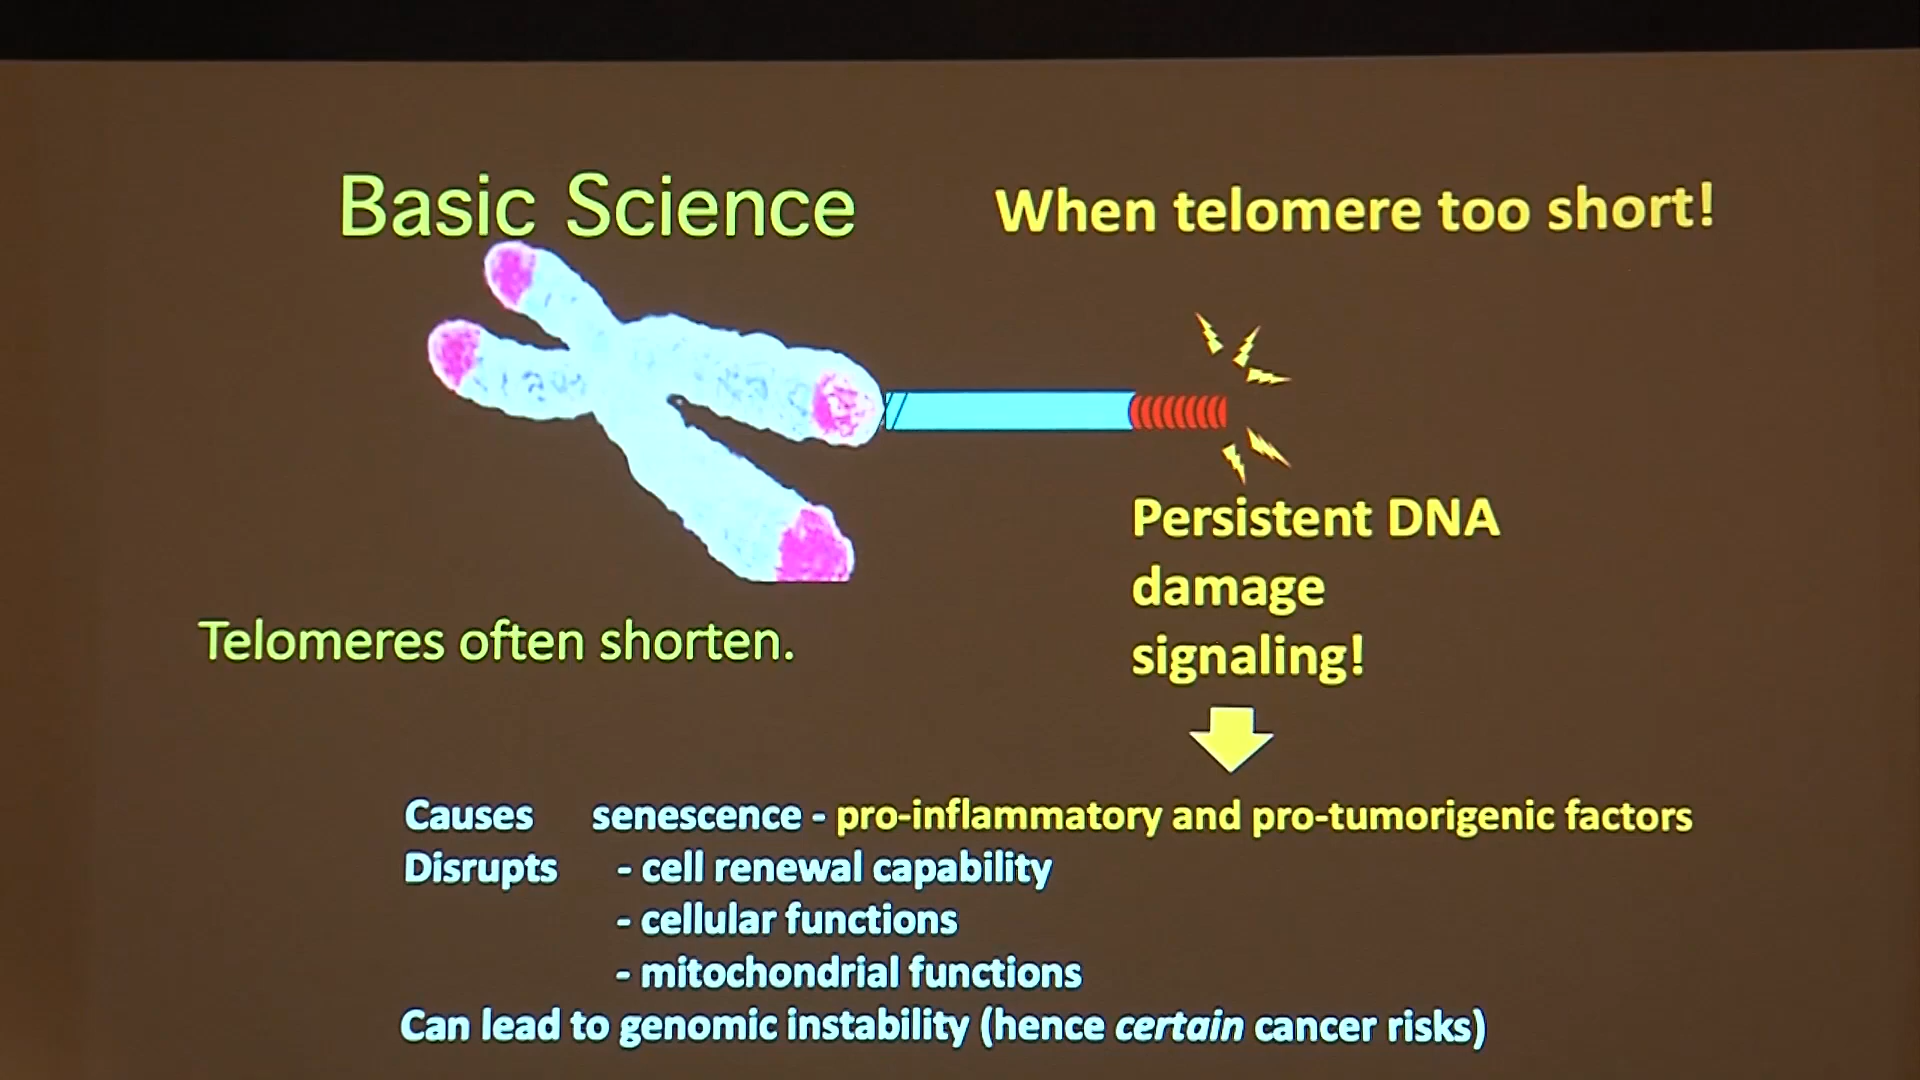 Basic Science
When telomere too short!
Telomeres often shorten.
Persistent DNA
damage
signaling!
Causes senescence - pro-inflammatory and pro-tumorigenic factors
Disrupts - cell renewal capability
- cellular functions
- mitochondrial functions
Can lead to genomic instability (hence certain cancer risks)